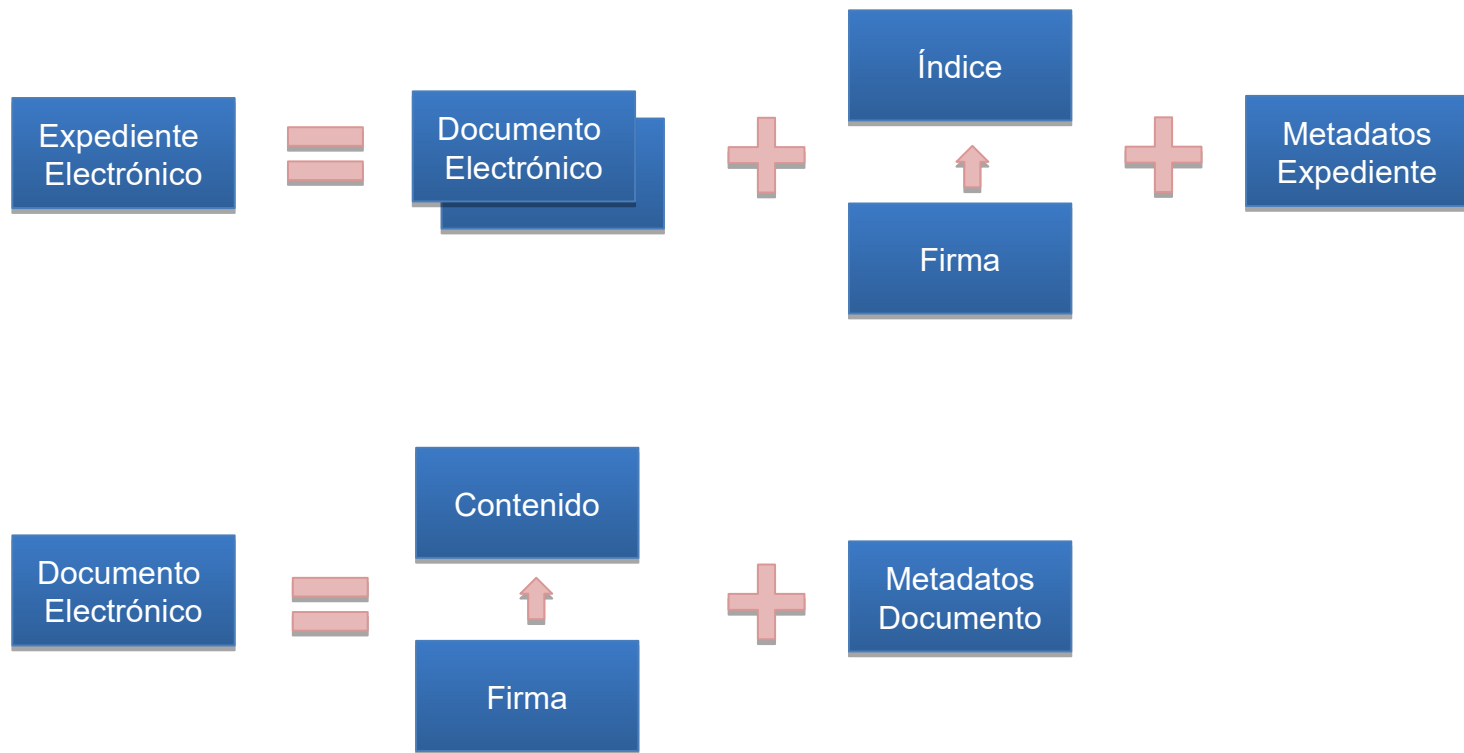 Expediente
Electrónico
Documento
Electrónico
Índice
Firma
Metadatos
Expediente
Documento
Electrónico
Contenido
Firma
Metadatos
Documento